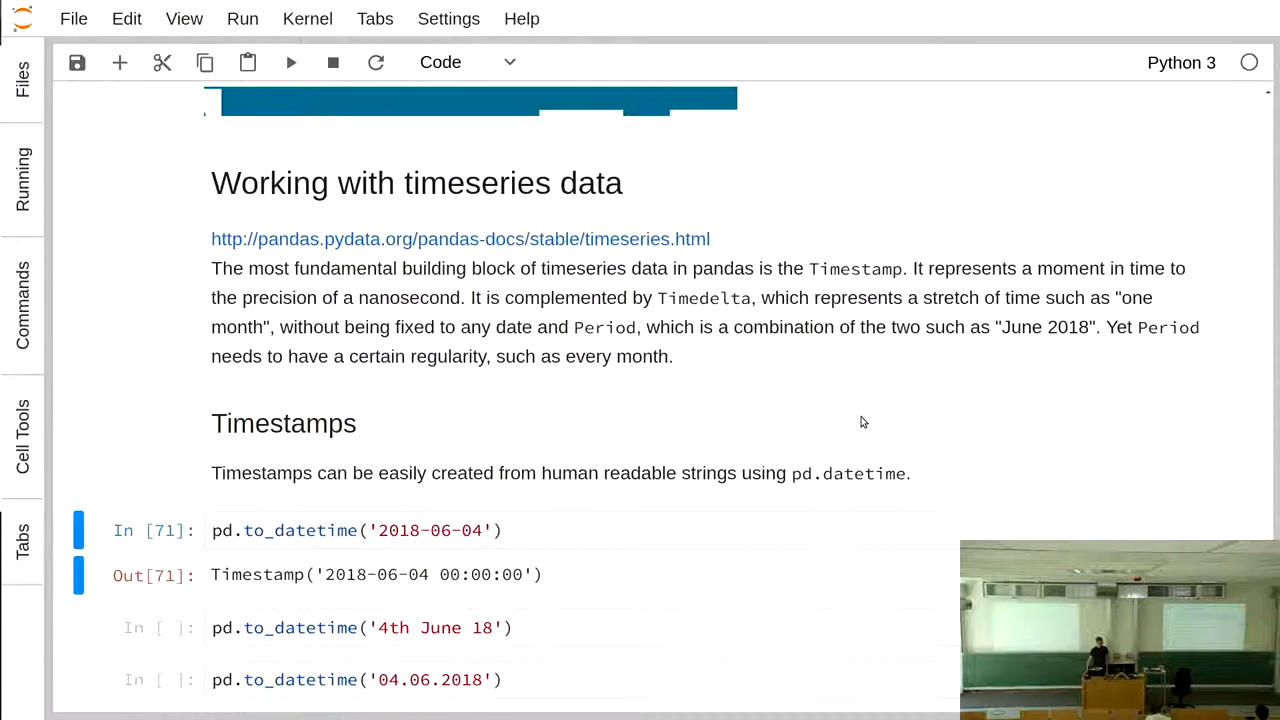 File Edit View Run Kernel Tabs Settings Help
Code Python 3
Files
Running
Commands
Cell Tools
Tabs
Working with timeseries data
http://pandas.pydata.org/pandas-docs/stable/timeseries.html
The most fundamental building block of timeseries data in pandas is the Timestamp. It represents a moment in time to
the precision of a nanosecond. It is complemented by Timedelta, which represents a stretch of time such as "one
month", without being fixed to any date and Period, which is a combination of the two such as "June 2018". Yet Period
needs to have a certain regularity, such as every month.
Timestamps
Timestamps can be easily created from human readable strings using pd.datetime.
In [71]: pd.to_datetime('2018-06-04')
Out[71]: Timestamp('2018-06-04 00:00:00')
In [ ]: pd.to_datetime('4th June 18')
In [ ]: pd.to_datetime('04.06.2018')